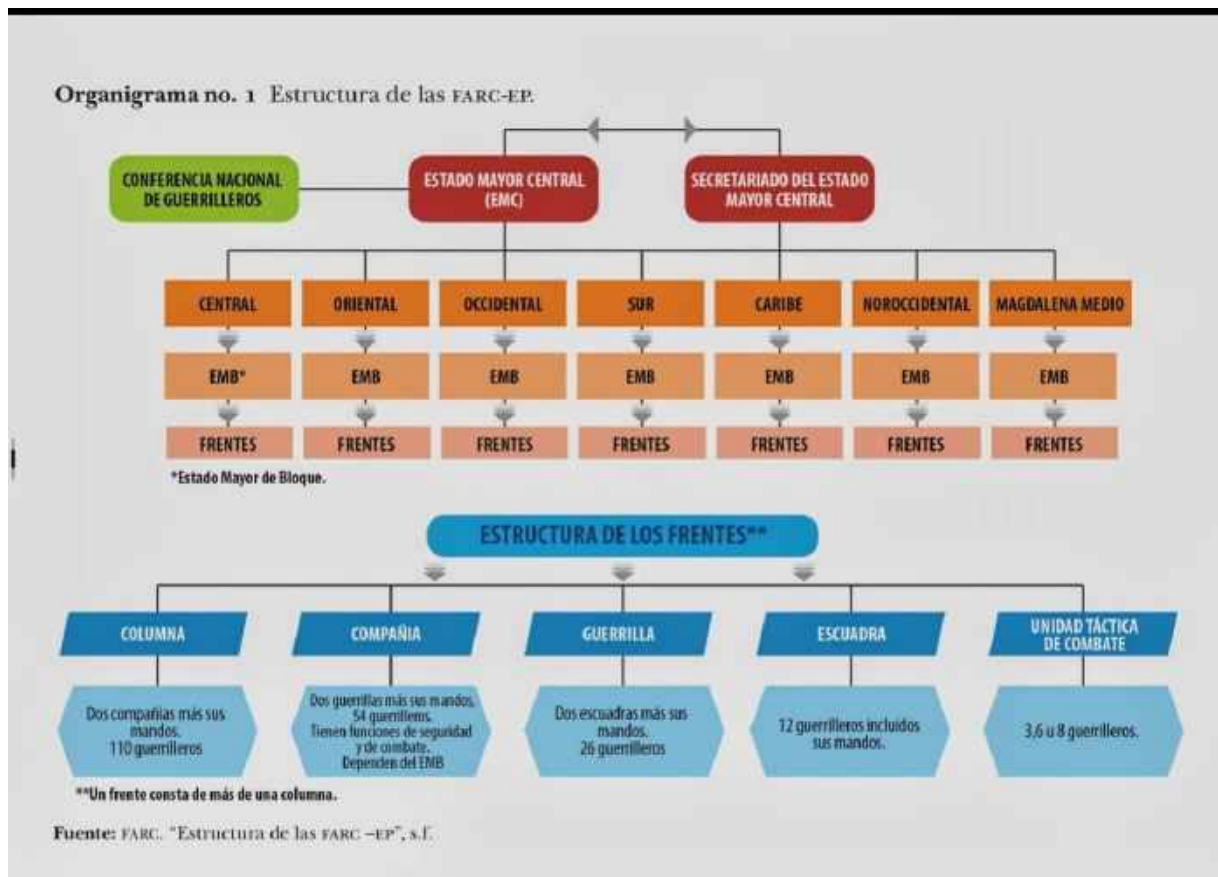 Organigrama no. 1 Estructura de las FARC-EP.
CONFERENCIA NACIONAL
DE GUERRILLEROS
ESTADO MAYOR CENTRAL
(EMC)
SECRETARIADO DEL ESTADO
MAYOR CENTRAL
CENTRAL
ORIENTAL
OCCIDENTAL
SUR
CARIBE
NOROCCIDENTAL
MAGDALENA MEDIO
EMB*
EMB
EMB
EMB
EMB
EMB
EMB
FRENTES
FRENTES
FRENTES
FRENTES
FRENTES
FRENTES
FRENTES
*Estado Mayor de Bloque.
ESTRUCTURA DE LOS FRENTES**
COLUMNA
COMPAÑIA
GUERRILLA
ESCUADRA
UNIDAD TÁCTICA
DE COMBATE
Dos compañias más sus
mandos.
110 guerrilleros
Dos guerrillas más sus mandos.
54 guerrilleros.
Tienen funciones de seguridad
y de combate.
Dependen del EMB
Dos escuadras más sus
mandos.
26 guerrilleros
12 guerrilleros incluidos
sus mandos.
3,6 u 8 guerrilleros.
**Un frente consta de más de una columna.
Fuente: FARC. "Estructura de las FARC –EP", s.f.